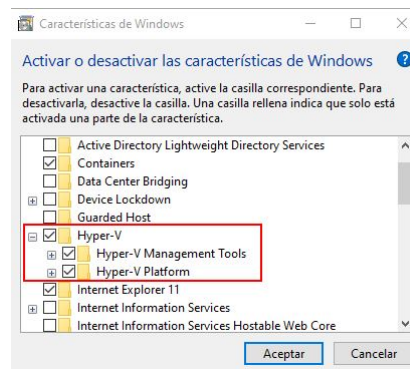 Características de Windows
Activar o desactivar las características de Windows
Para activar una característica, active la casilla correspondiente. Para
desactivarla, desactive la casilla. Una casilla rellena indica que solo está
activada una parte de la característica.
Active Directory Lightweight Directory Services
Containers
Data Center Bridging
Device Lockdown
Guarded Host
Hyper-V
Hyper-V Management Tools
Hyper-V Platform
Internet Explorer 11
Internet Information Services
Internet Information Services Hostable Web Core
Aceptar Cancelar